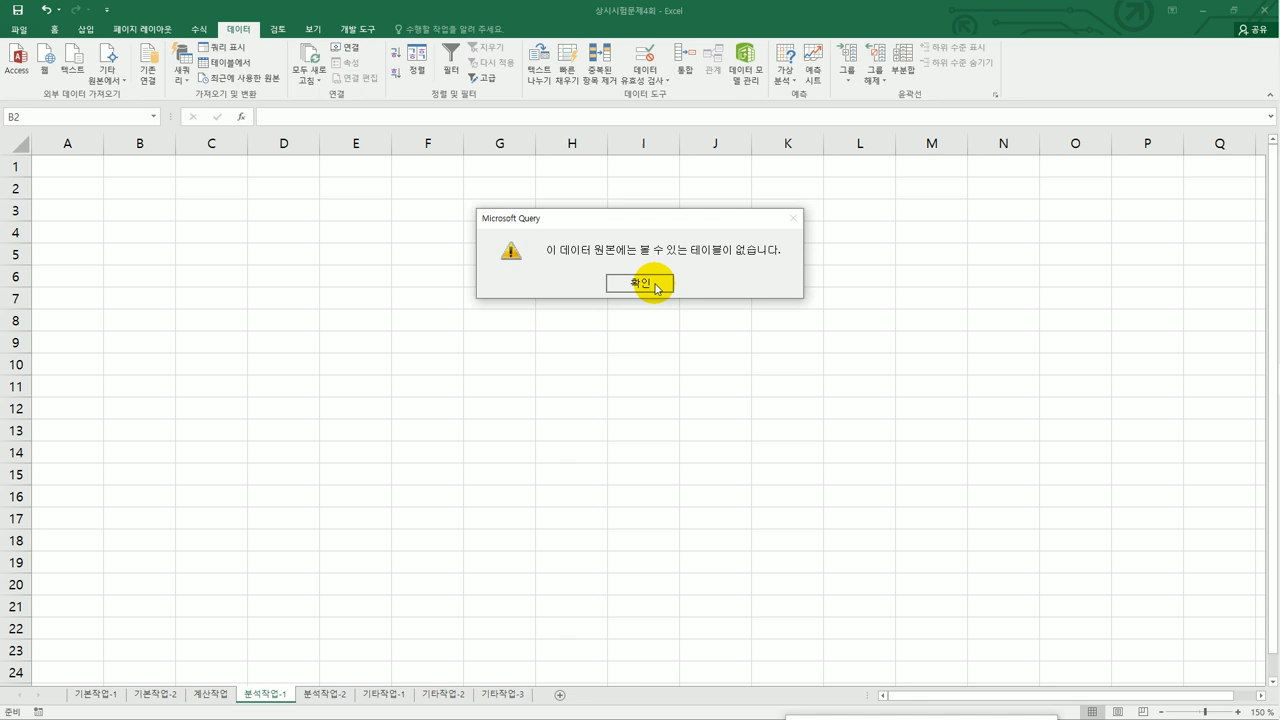 상시시험문제4회 - Excel
파일 홈 삽입 페이지 레이아웃 수식 데이터 검토 보기 개발 도구 수행할 작업을 알려 주세요. 공유
Access 웹 텍스트 기타 원본에서 기존 연결 새쿼리 쿼리 표시 테이블에서 최근에 사용한 원본 모두 새로 고침 연결 속성 연결 편집 정렬 필터 지우기 다시 적용 고급 텍스트 나누기 빠른 채우기 중복된 항목 제거 데이터 유효성 검사 통합 관계 데이터 모델 관리 가상 분석 예측 시트 그룹 그룹 해제 부분합 하위 수준 표시 하위 수준 숨기기
외부 데이터 가져오기 가져오기 및 변환 연결 정렬 및 필터 데이터 도구 예측 윤곽선
B2 fx
A B C D E F G H I J K L M N O P Q
1
2
3
Microsoft Query
4
5
이 데이터 원본에는 볼 수 있는 테이블이 없습니다.
6
확인
7
8
9
10
11
12
13
14
15
16
17
18
19
20
21
22
23
24
기본작업-1 기본작업-2 계산작업 분석작업-1 분석작업-2 기타작업-1 기타작업-2 기타작업-3
준비 150 %